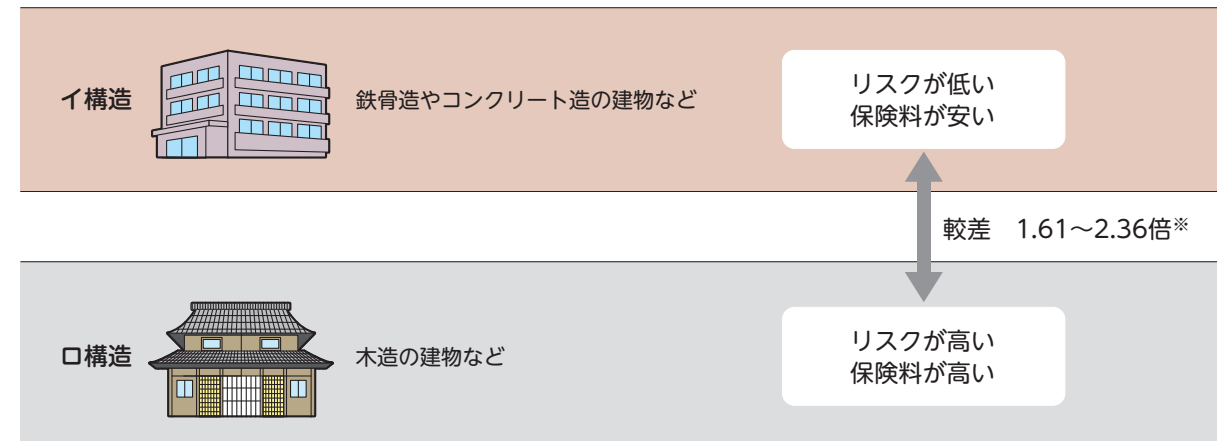 イ構造
鉄骨造やコンクリート造の建物など
リスクが低い
保険料が安い
較差　1.61～2.36倍※
ロ構造
木造の建物など
リスクが高い
保険料が高い